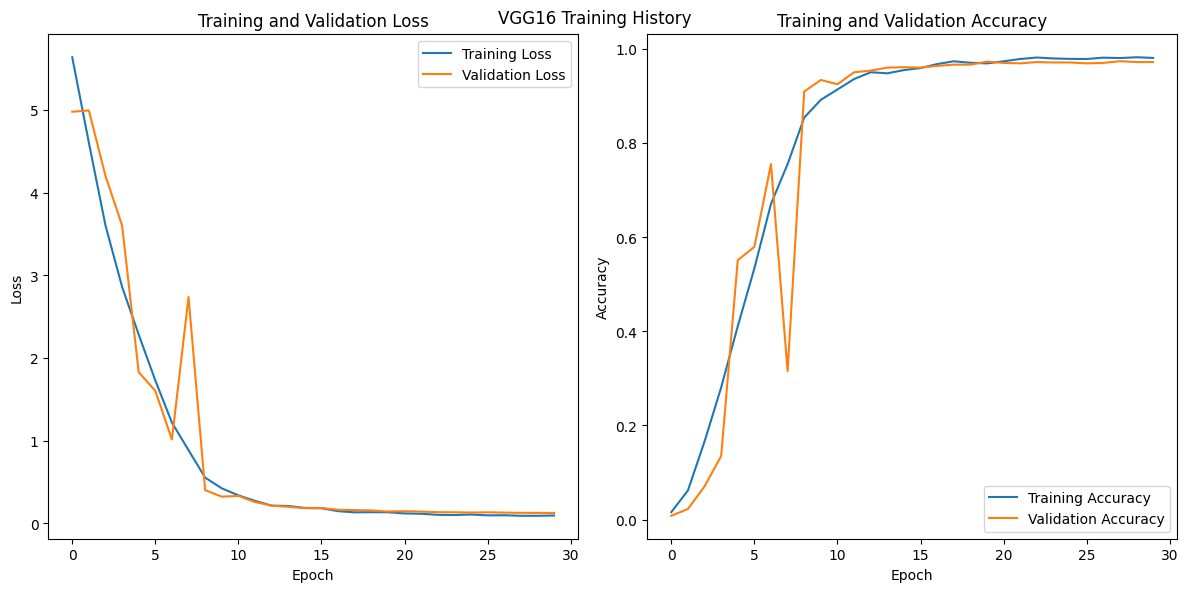 VGG16 Training History
Training and Validation Loss
Training Loss
Validation Loss
5
4
3
2
1
0
Loss
0 5 10 15 20 25 30
Epoch
Training and Validation Accuracy
1.0
0.8
0.6
0.4
0.2
0.0
Accuracy
Training Accuracy
Validation Accuracy
0 5 10 15 20 25 30
Epoch